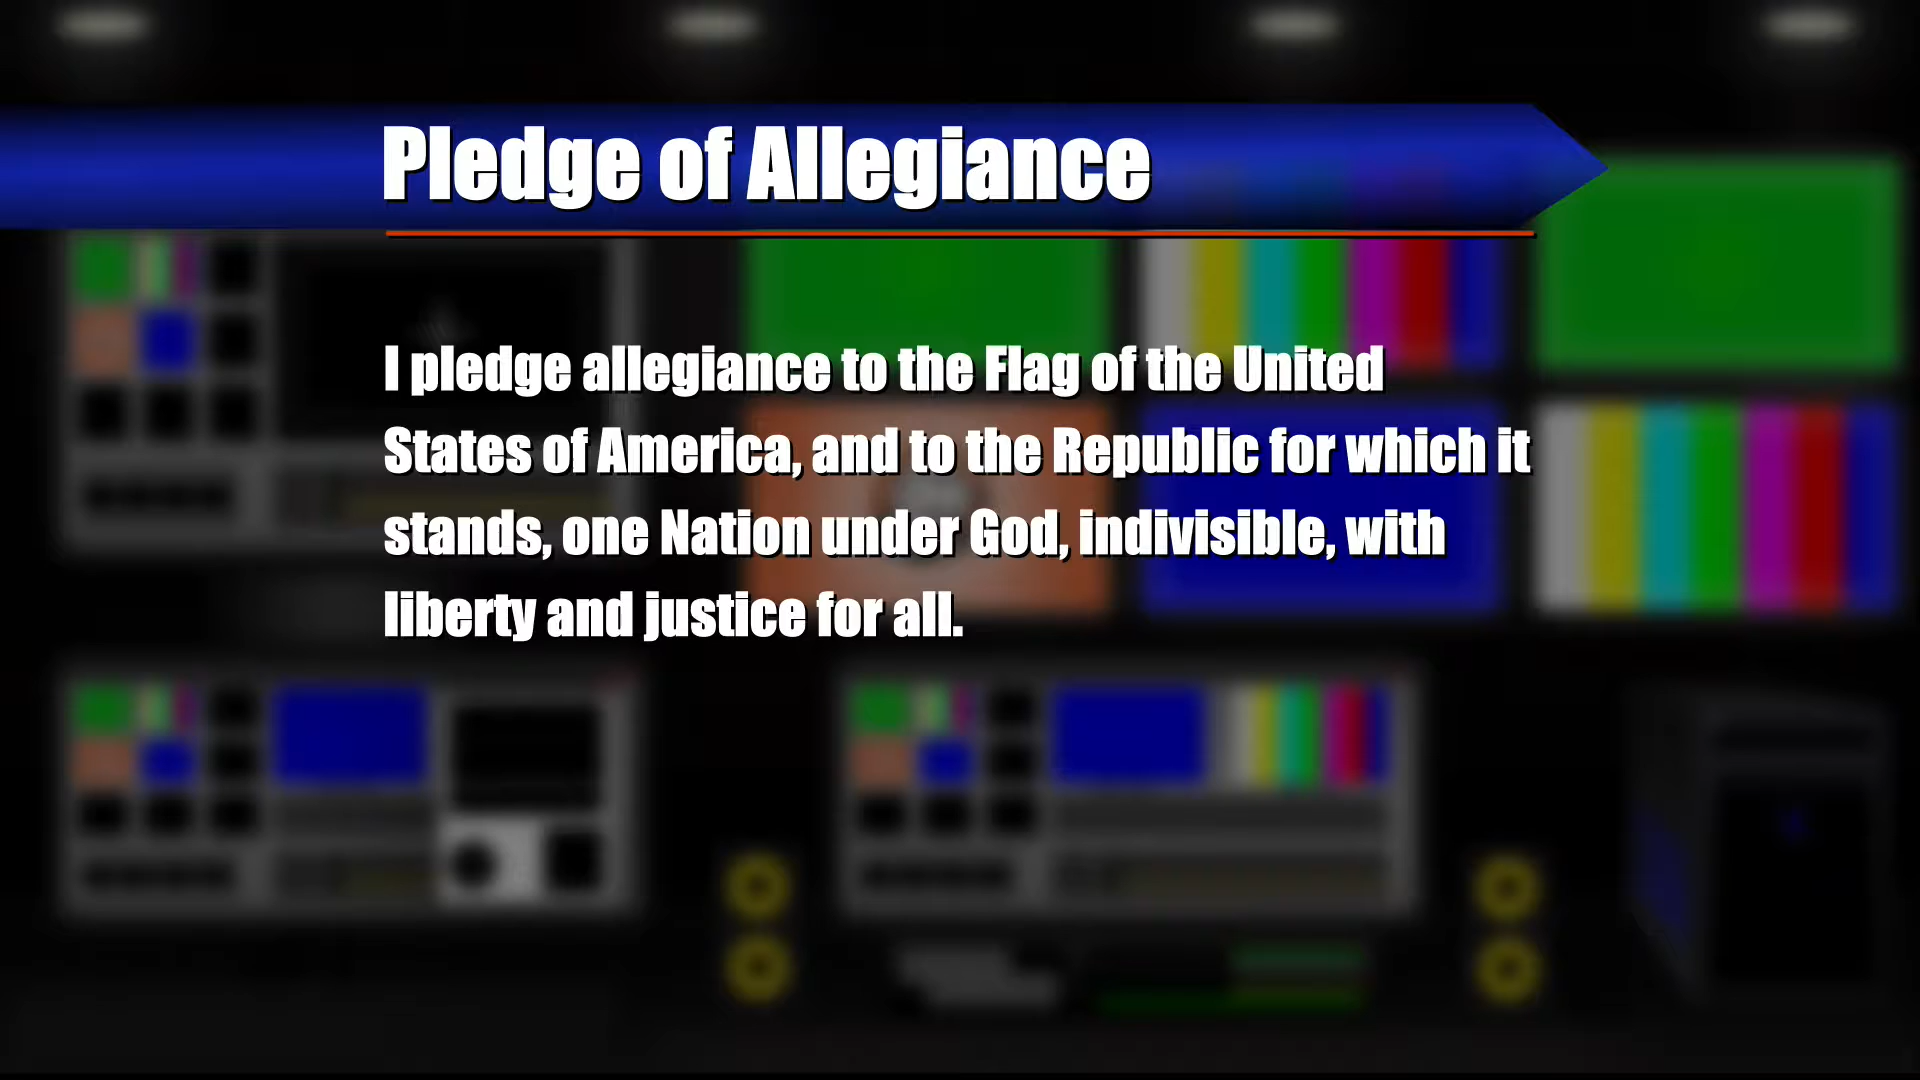 Pledge of Allegiance
I pledge allegiance to the Flag of the United
States of America, and to the Republic for which it
stands, one Nation under God, indivisible, with
liberty and justice for all.